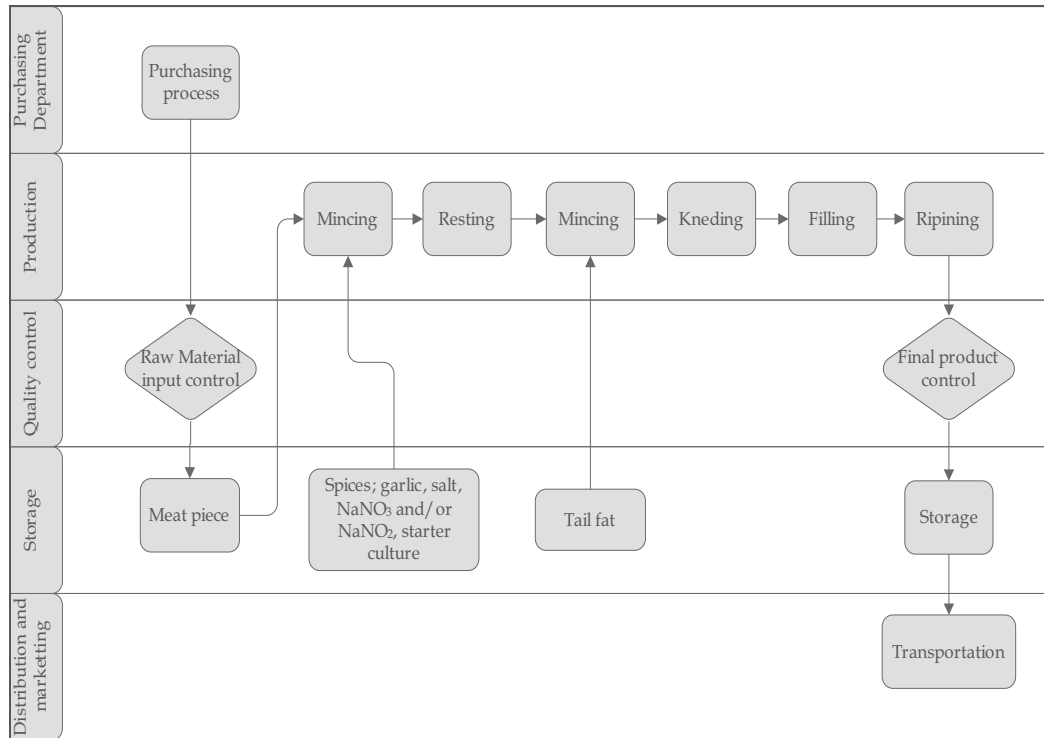 Purchasing
Department
Purchasing
process
Production
Mincing
Resting
Mincing
Kneding
Filling
Ripining
Quality control
Raw Material
input control
Final product
control
Storage
Meat piece
Spices; garlic, salt,
NaNO₃ and/or
NaNO₂, starter
culture
Tail fat
Storage
Distribution and
marketting
Transportation